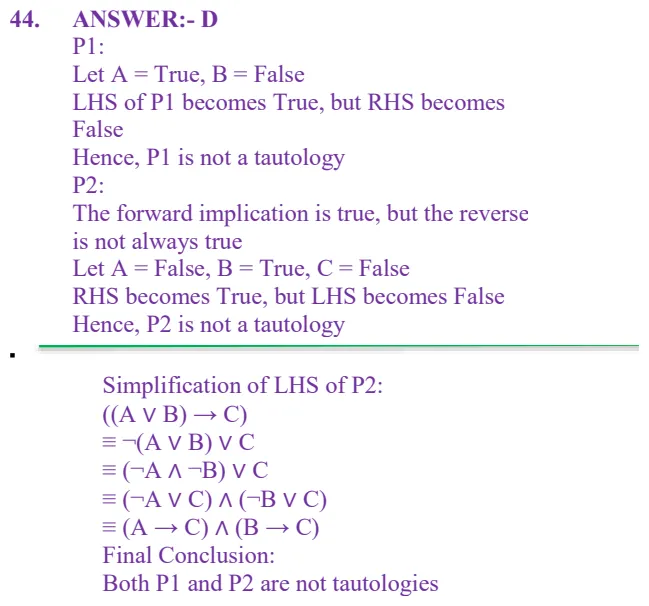 44. ANSWER:- D
P1:
Let A = True, B = False
LHS of P1 becomes True, but RHS becomes
False
Hence, P1 is not a tautology
P2:
The forward implication is true, but the reverse
is not always true
Let A = False, B = True, C = False
RHS becomes True, but LHS becomes False
Hence, P2 is not a tautology
Simplification of LHS of P2:
((A ∨ B) → C)
≡ ¬(A ∨ B) ∨ C
≡ (¬A ∧ ¬B) ∨ C
≡ (¬A ∨ C) ∧ (¬B ∨ C)
≡ (A → C) ∧ (B → C)
Final Conclusion:
Both P1 and P2 are not tautologies